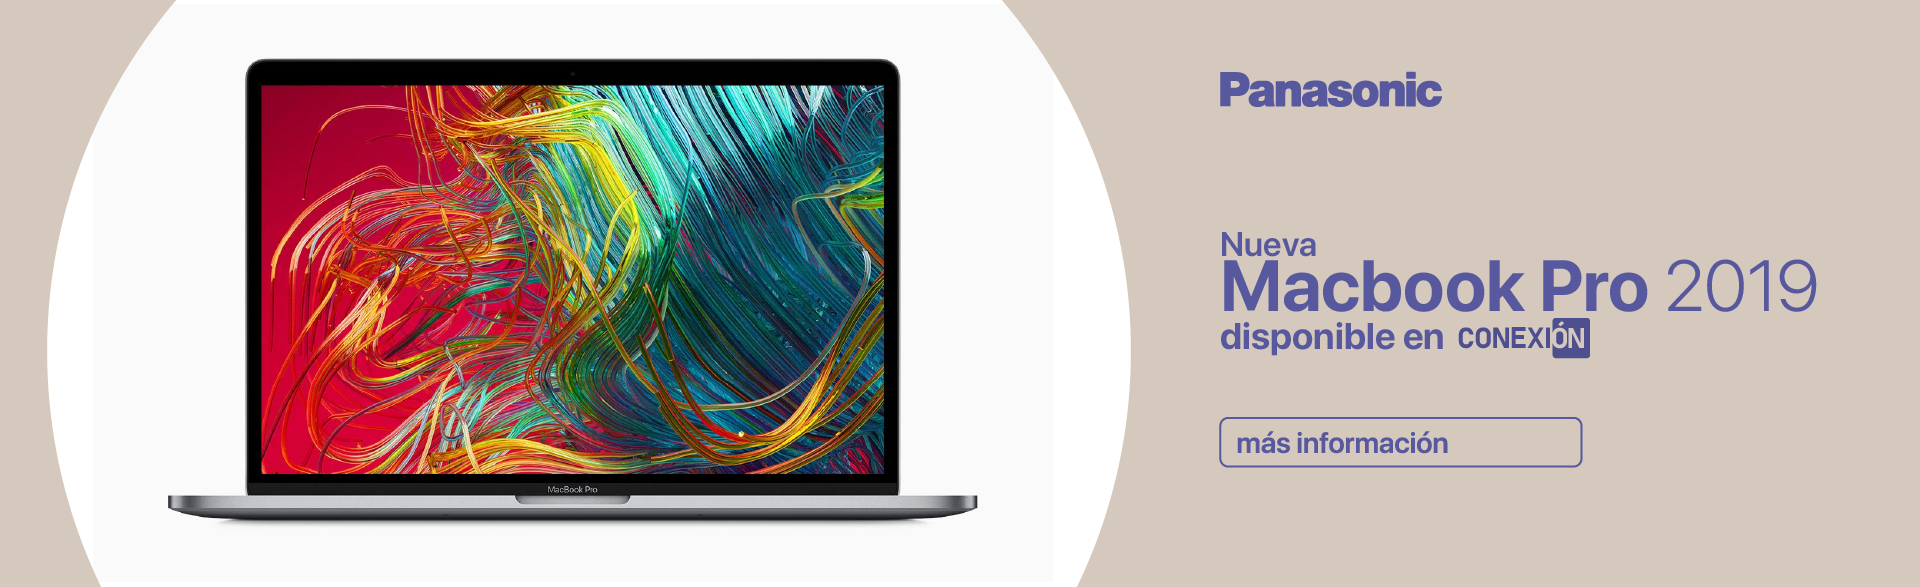 Panasonic
Nueva
Macbook Pro 2019
disponible en CONEXIÓN
más información
MacBook Pro